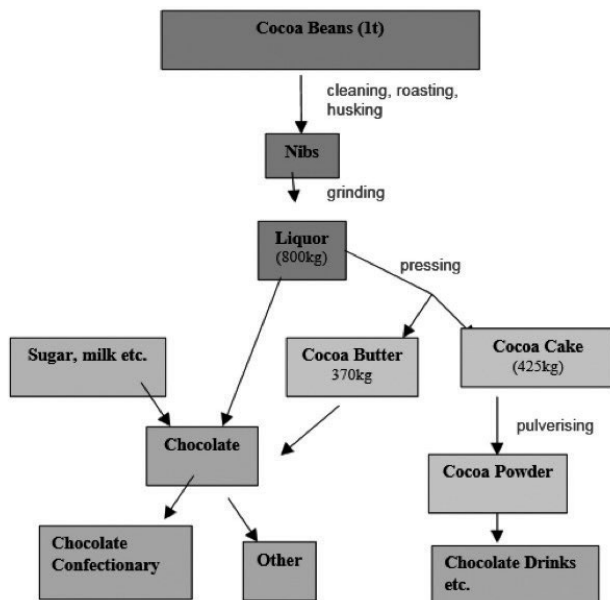 Cocoa Beans (1t)
cleaning, roasting,
husking
Nibs
grinding
Liquor
(800kg)
pressing
Sugar, milk etc.
Cocoa Butter
370kg
Cocoa Cake
(425kg)
pulverising
Chocolate
Cocoa Powder
Chocolate
Confectionary
Other
Chocolate Drinks
etc.